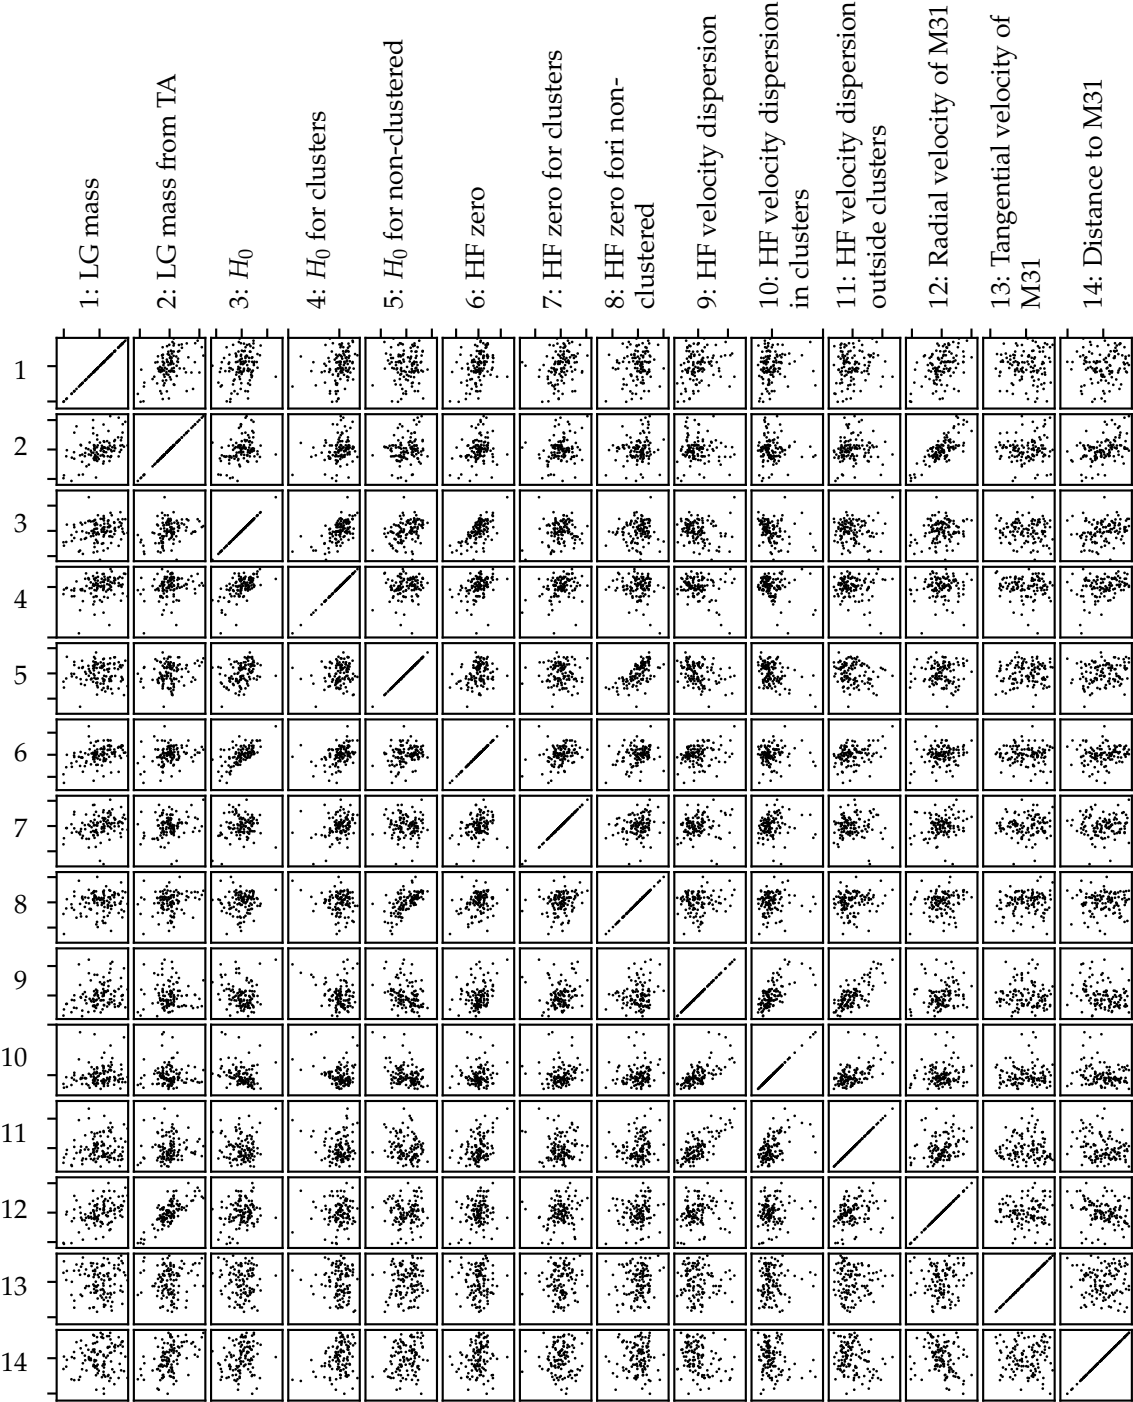 1: LG mass
2: LG mass from TA
3: H0
4: H0 for clusters
5: H0 for non-clustered
6: HF zero
7: HF zero for clusters
8: HF zero fori non-
clustered
9: HF velocity dispersion
10: HF velocity dispersion
in clusters
11: HF velocity dispersion
outside clusters
12: Radial velocity of M31
13: Tangential velocity of
M31
14: Distance to M31
1
2
3
4
5
6
7
8
9
10
11
12
13
14